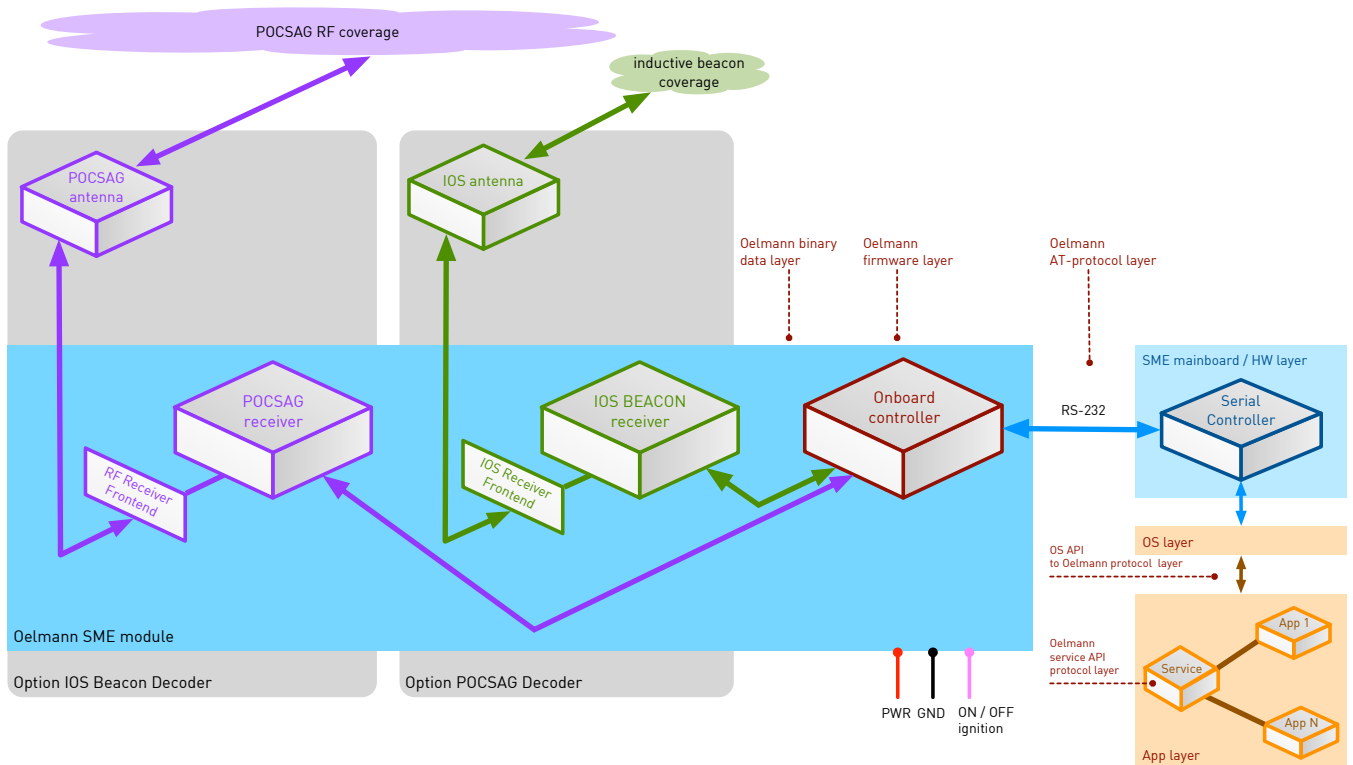 POCSAG RF coverage
inductive beacon
coverage
POCSAG
antenna
IOS antenna
Oelmann binary
data layer
Oelmann
firmware layer
Oelmann
AT-protocol layer
POCSAG
receiver
RF Receiver
Frontend
IOS BEACON
receiver
IOS Receiver
Frontend
Onboard
controller
RS-232
SME mainboard / HW layer
Serial
Controller
OS layer
OS API
to Oelmann protocol layer
Oelmann
service API
protocol layer
App 1
Service
App N
App layer
Oelmann SME module
Option IOS Beacon Decoder
Option POCSAG Decoder
PWR
GND
ON / OFF
ignition